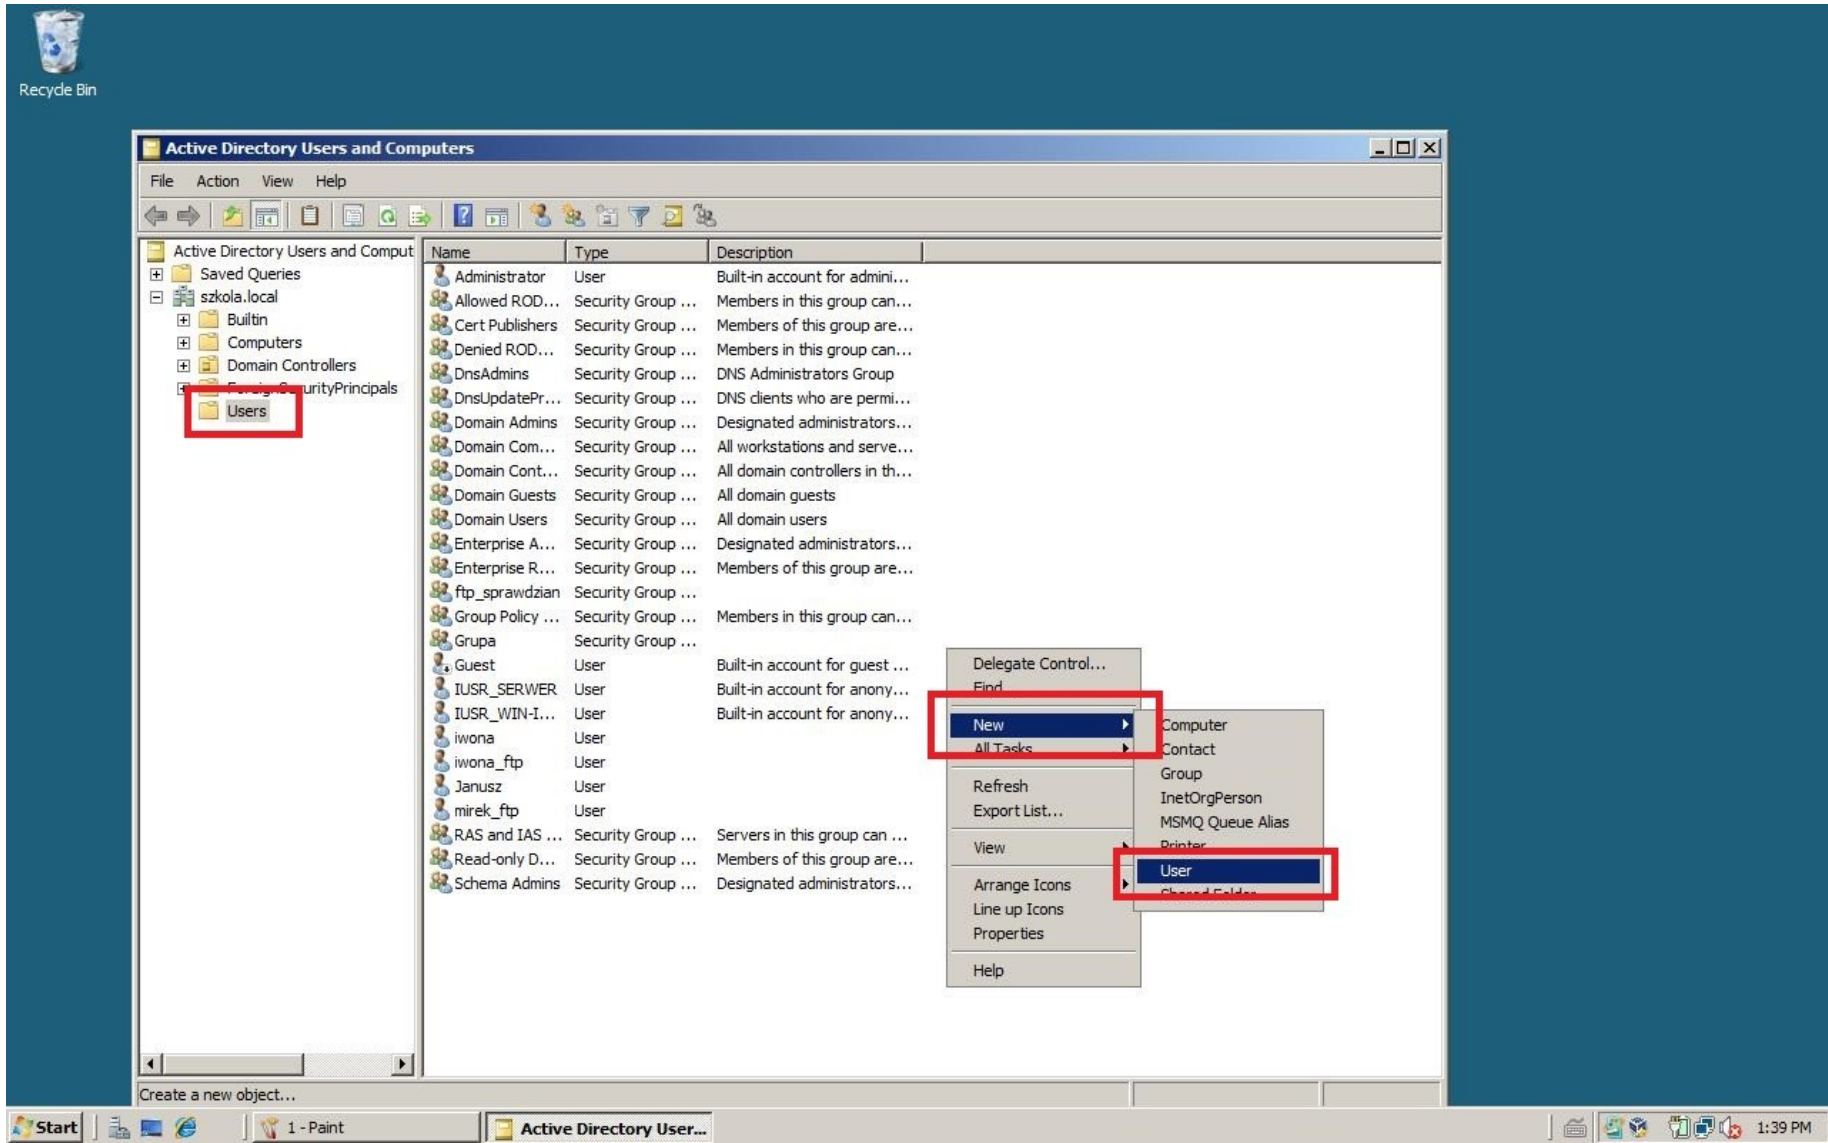 Recycle Bin
Active Directory Users and Computers
File Action View Help
Active Directory Users and Comput
Saved Queries
szkola.local
Builtin
Computers
Domain Controllers
ForeignSecurityPrincipals
Users
Name Type Description
Administrator User Built-in account for admini...
Allowed ROD... Security Group ... Members in this group can...
Cert Publishers Security Group ... Members of this group are...
Denied ROD... Security Group ... Members in this group can...
DnsAdmins Security Group ... DNS Administrators Group
DnsUpdatePr... Security Group ... DNS clients who are permi...
Domain Admins Security Group ... Designated administrators...
Domain Com... Security Group ... All workstations and serve...
Domain Cont... Security Group ... All domain controllers in th...
Domain Guests Security Group ... All domain guests
Domain Users Security Group ... All domain users
Enterprise A... Security Group ... Designated administrators...
Enterprise R... Security Group ... Members of this group are...
ftp_sprawdzian Security Group ...
Group Policy ... Security Group ... Members in this group can...
Grupa Security Group ...
Guest User Built-in account for guest ...
IUSR_SERWER User Built-in account for anony...
IUSR_WIN-I... User Built-in account for anony...
iwona User
iwona_ftp User
Janusz User
mirek_ftp User
RAS and IAS ... Security Group ... Servers in this group can ...
Read-only D... Security Group ... Members of this group are...
Schema Admins Security Group ... Designated administrators...
Delegate Control...
Find...
New
All Tasks
Refresh
Export List...
View
Arrange Icons
Line up Icons
Properties
Help
Computer
Contact
Group
InetOrgPerson
MSMQ Queue Alias
Printer
User
Shared Folder
Create a new object...
Start 1 - Paint Active Directory User... 1:39 PM